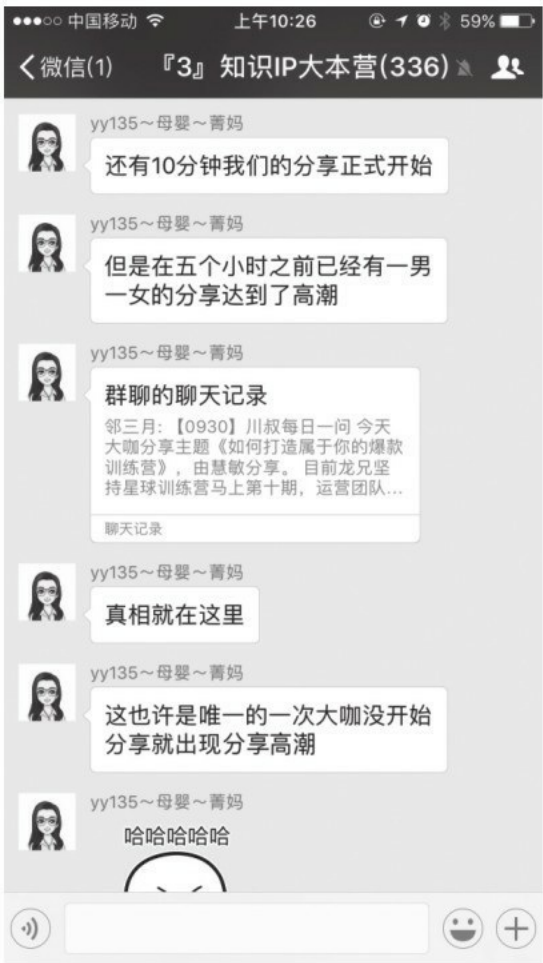 中国移动 上午10:26 59%
微信(1) 『3』知识IP大本营(336)
yy135～母婴～菁妈
还有10分钟我们的分享正式开始
yy135～母婴～菁妈
但是在五个小时之前已经有一男
一女的分享达到了高潮
yy135～母婴～菁妈
群聊的聊天记录
邻三月:【0930】川叔每日一问 今天
大咖分享主题《如何打造属于你的爆款
训练营》，由慧敏分享。 目前龙兄坚
持星球训练营马上第十期，运营团队...
聊天记录
yy135～母婴～菁妈
真相就在这里
yy135～母婴～菁妈
这也许是唯一的一次大咖没开始
分享就出现分享高潮
yy135～母婴～菁妈
哈哈哈哈哈